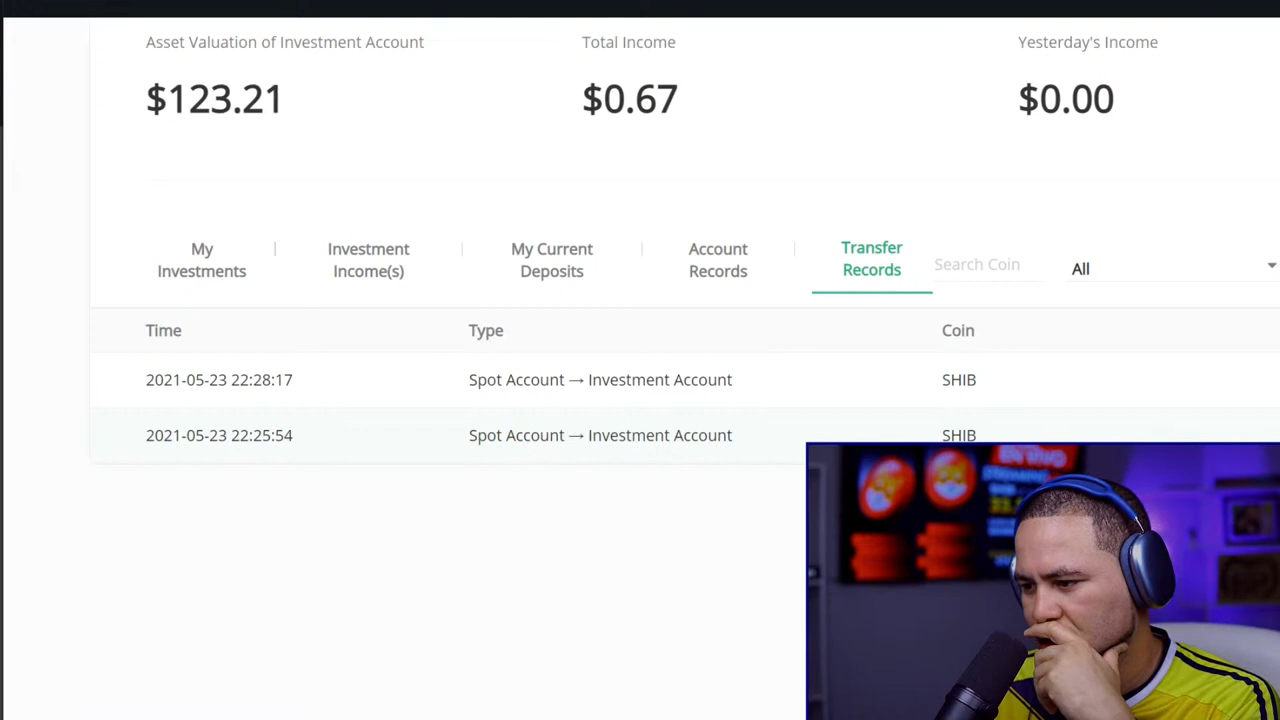 Asset Valuation of Investment Account
Total Income
Yesterday's Income
$123.21
$0.67
$0.00
My Investments
Investment Income(s)
My Current Deposits
Account Records
Transfer Records
Search Coin
All
Time
Type
Coin
2021-05-23 22:28:17
Spot Account → Investment Account
SHIB
2021-05-23 22:25:54
Spot Account → Investment Account
SHIB
EN VIVO